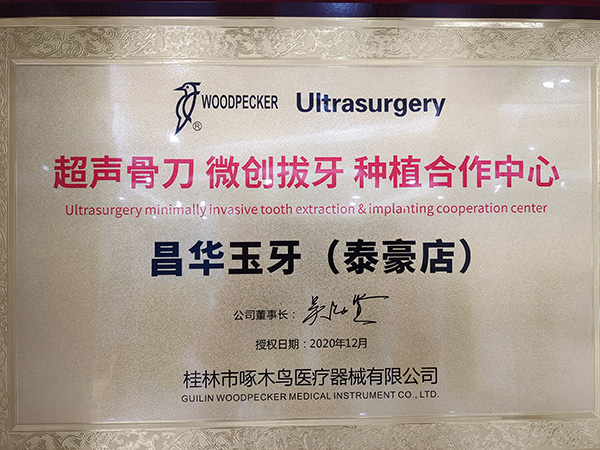 WOODPECKER ® Ultrasurgery
超声骨刀 微创拔牙 种植合作中心
Ultrasurgery minimally invasive tooth extraction & implanting cooperation center
昌华玉牙（泰豪店）
公司董事长：
授权日期：2020年12月
桂林市啄木鸟医疗器械有限公司
GUILIN WOODPECKER MEDICAL INSTRUMENT CO., LTD.